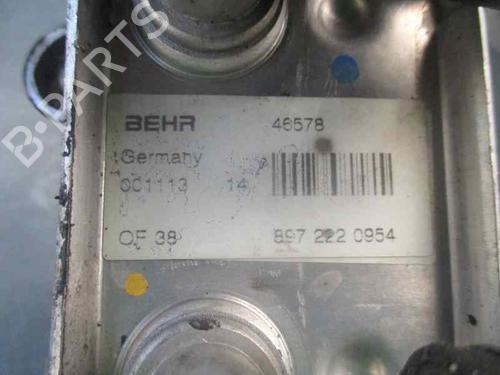 BEHR 46578
Germany
001113 14
OF 38 897 222 0954
B-PARTS